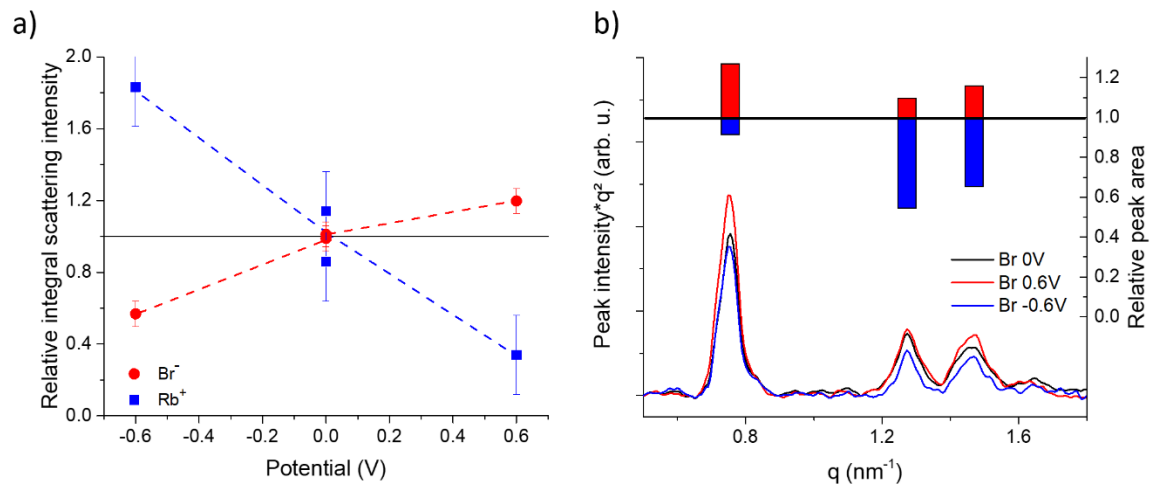 a)
Relative integral scattering intensity
2.0
1.6
1.2
0.8
0.4
0.0
Br⁻
Rb⁺
-0.6 -0.4 -0.2 0.0 0.2 0.4 0.6
Potential (V)
b)
Peak intensity*q² (arb. u.)
1.2
1.0
0.8
0.6
0.4
0.2
0.0
Relative peak area
Br 0V
Br 0.6V
Br -0.6V
0.8 1.2 1.6
q (nm⁻¹)